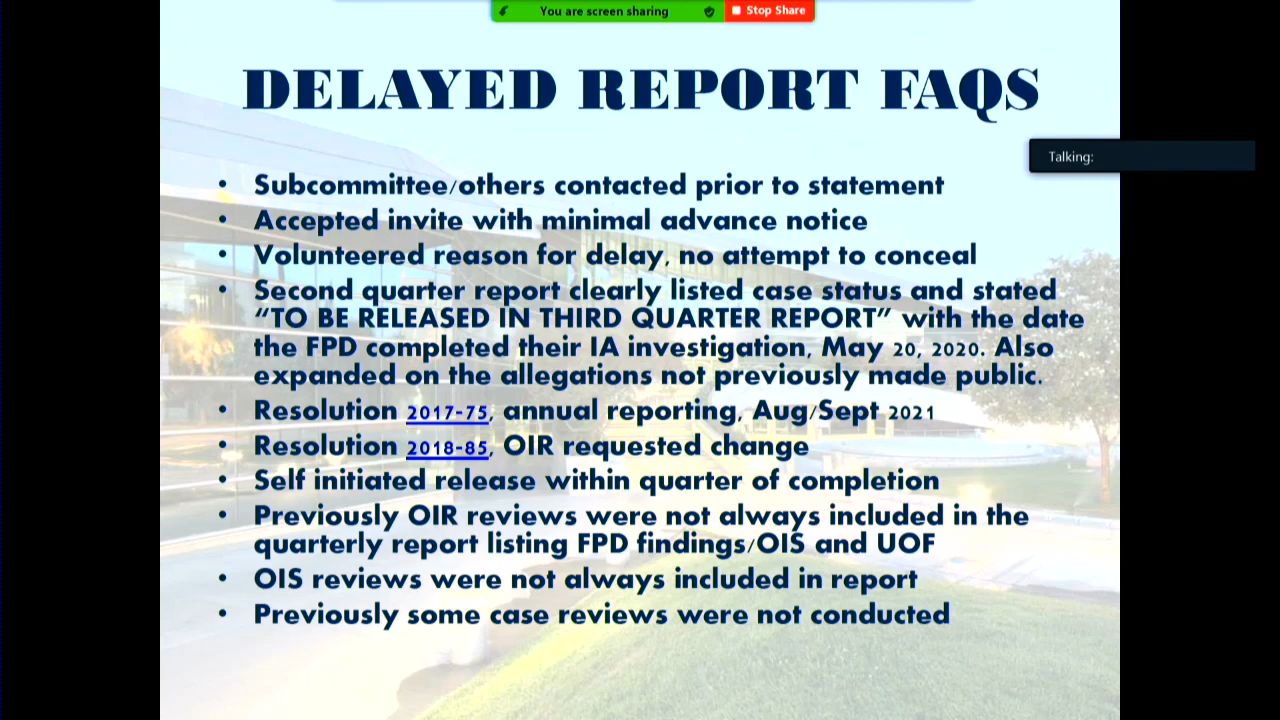 You are screen sharing
Stop Share
DELAYED REPORT FAQS
Talking:
• Subcommittee/others contacted prior to statement
• Accepted invite with minimal advance notice
• Volunteered reason for delay, no attempt to conceal
• Second quarter report clearly listed case status and stated
“TO BE RELEASED IN THIRD QUARTER REPORT” with the date
the FPD completed their IA investigation, May 20, 2020. Also
expanded on the allegations not previously made public.
• Resolution 2017-75, annual reporting, Aug/Sept 2021
• Resolution 2018-85, OIR requested change
• Self initiated release within quarter of completion
• Previously OIR reviews were not always included in the
quarterly report listing FPD findings/OIS and UOF
• OIS reviews were not always included in report
• Previously some case reviews were not conducted